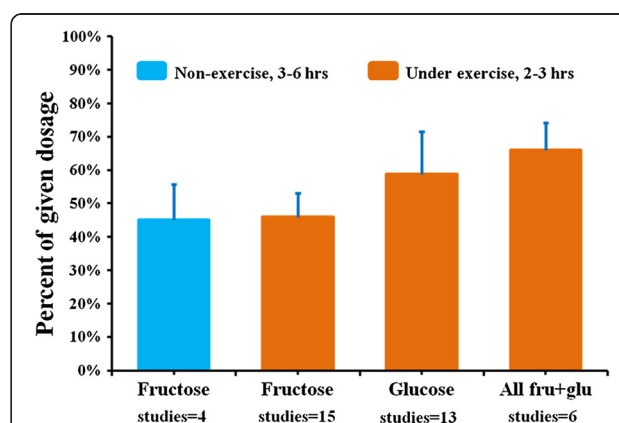 Percent of given dosage
100%
90%
80%
70%
60%
50%
40%
30%
20%
10%
0%
Non-exercise, 3-6 hrs
Under exercise, 2-3 hrs
Fructose
studies=4
Fructose
studies=15
Glucose
studies=13
All fru+glu
studies=6